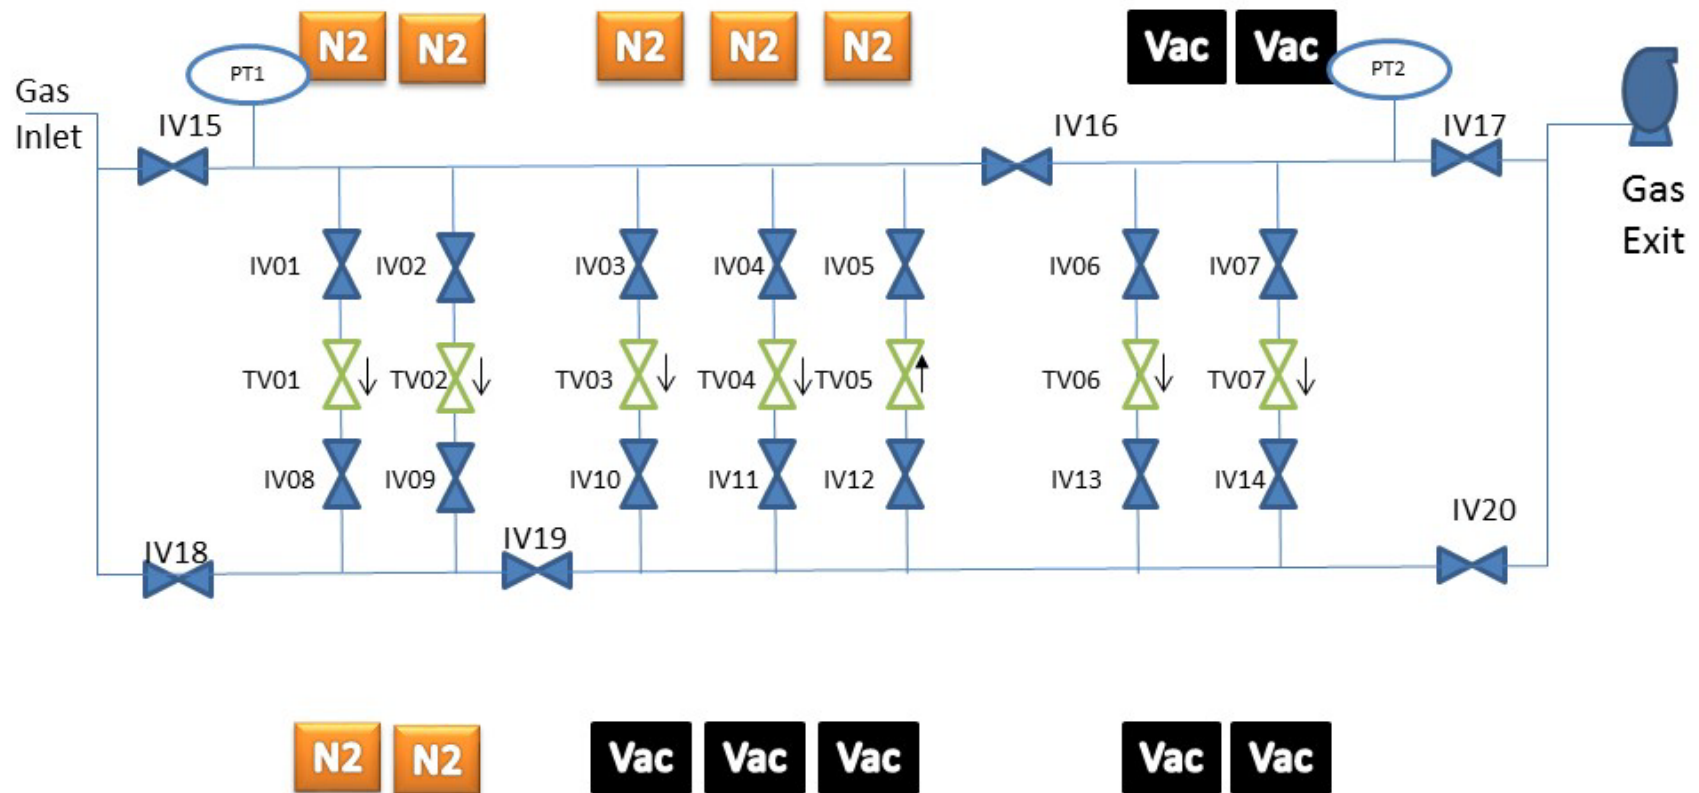 N2 N2 N2 N2 N2 Vac Vac
PT1 PT2
Gas
Inlet
IV15 IV16 IV17
Gas
Exit
IV01 IV02 IV03 IV04 IV05 IV06 IV07
TV01 TV02 TV03 TV04 TV05 TV06 TV07
IV08 IV09 IV10 IV11 IV12 IV13 IV14
IV18 IV19 IV20
N2 N2 Vac Vac Vac Vac Vac